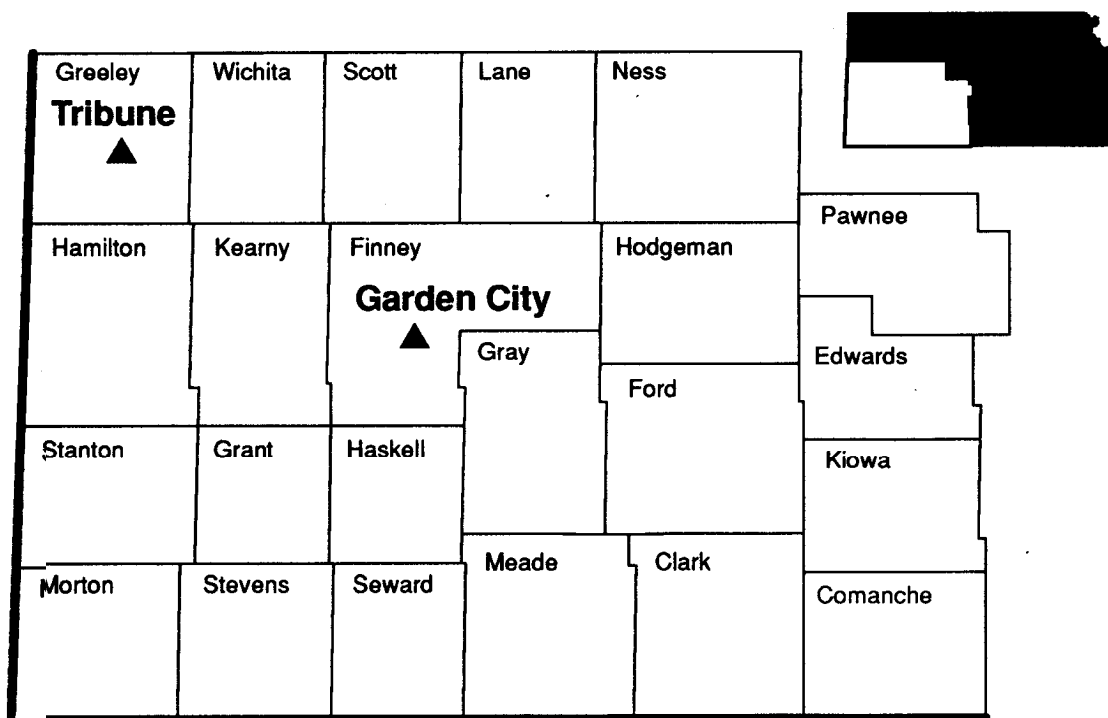 Greeley
Wichita
Scott
Lane
Ness
Tribune
Pawnee
Hamilton
Kearny
Finney
Hodgeman
Garden City
Gray
Edwards
Ford
Stanton
Grant
Haskell
Kiowa
Meade
Clark
Morton
Stevens
Seward
Comanche